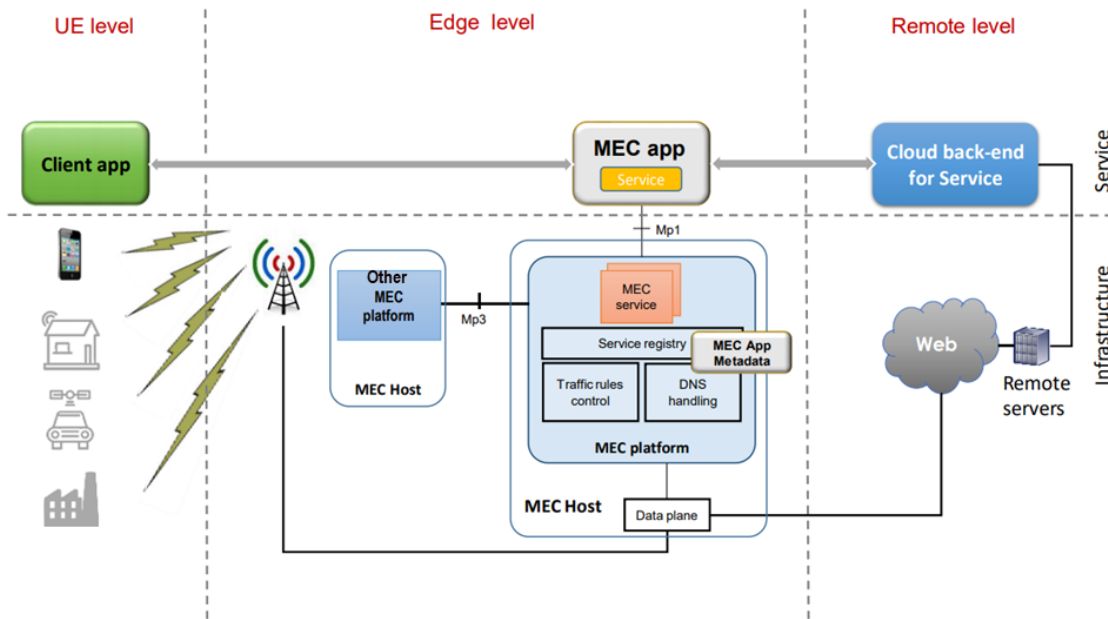 UE level
Edge level
Remote level
Client app
MEC app
Service
Cloud back-end
for Service
Service
Mp1
Other
MEC
platform
MEC Host
Mp3
MEC
service
Service registry
MEC App
Metadata
Traffic rules
control
DNS
handling
MEC platform
MEC Host
Data plane
Web
Remote
servers
Infrastructure